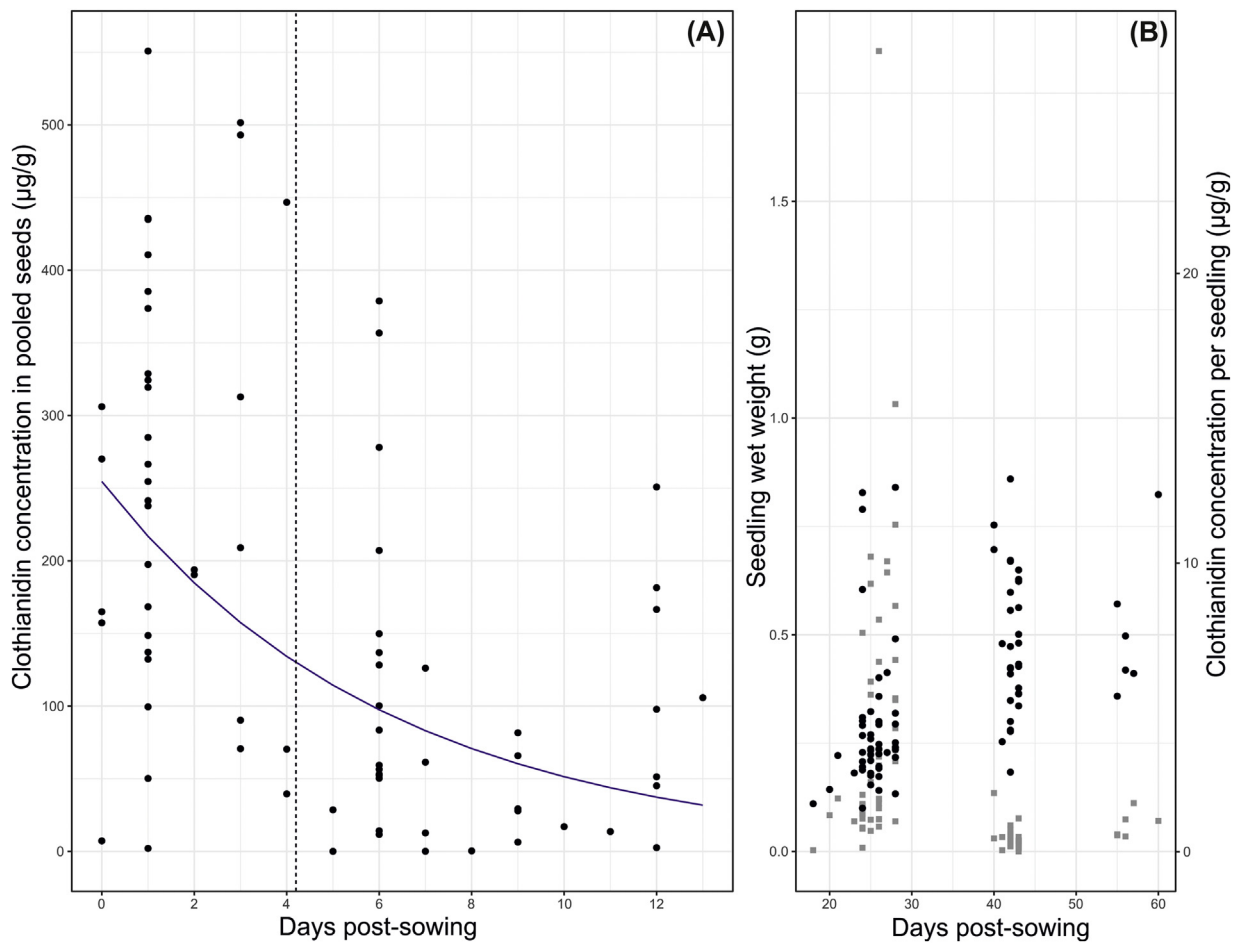 (A)
(B)
Clothianidin concentration in pooled seeds (µg/g)
500
400
300
200
100
0
0 2 4 6 8 10 12
Days post-sowing
Seedling wet weight (g)
1.5
1.0
0.5
0.0
20 30 40 50 60
Days post-sowing
20
10
0
Clothianidin concentration per seedling (µg/g)